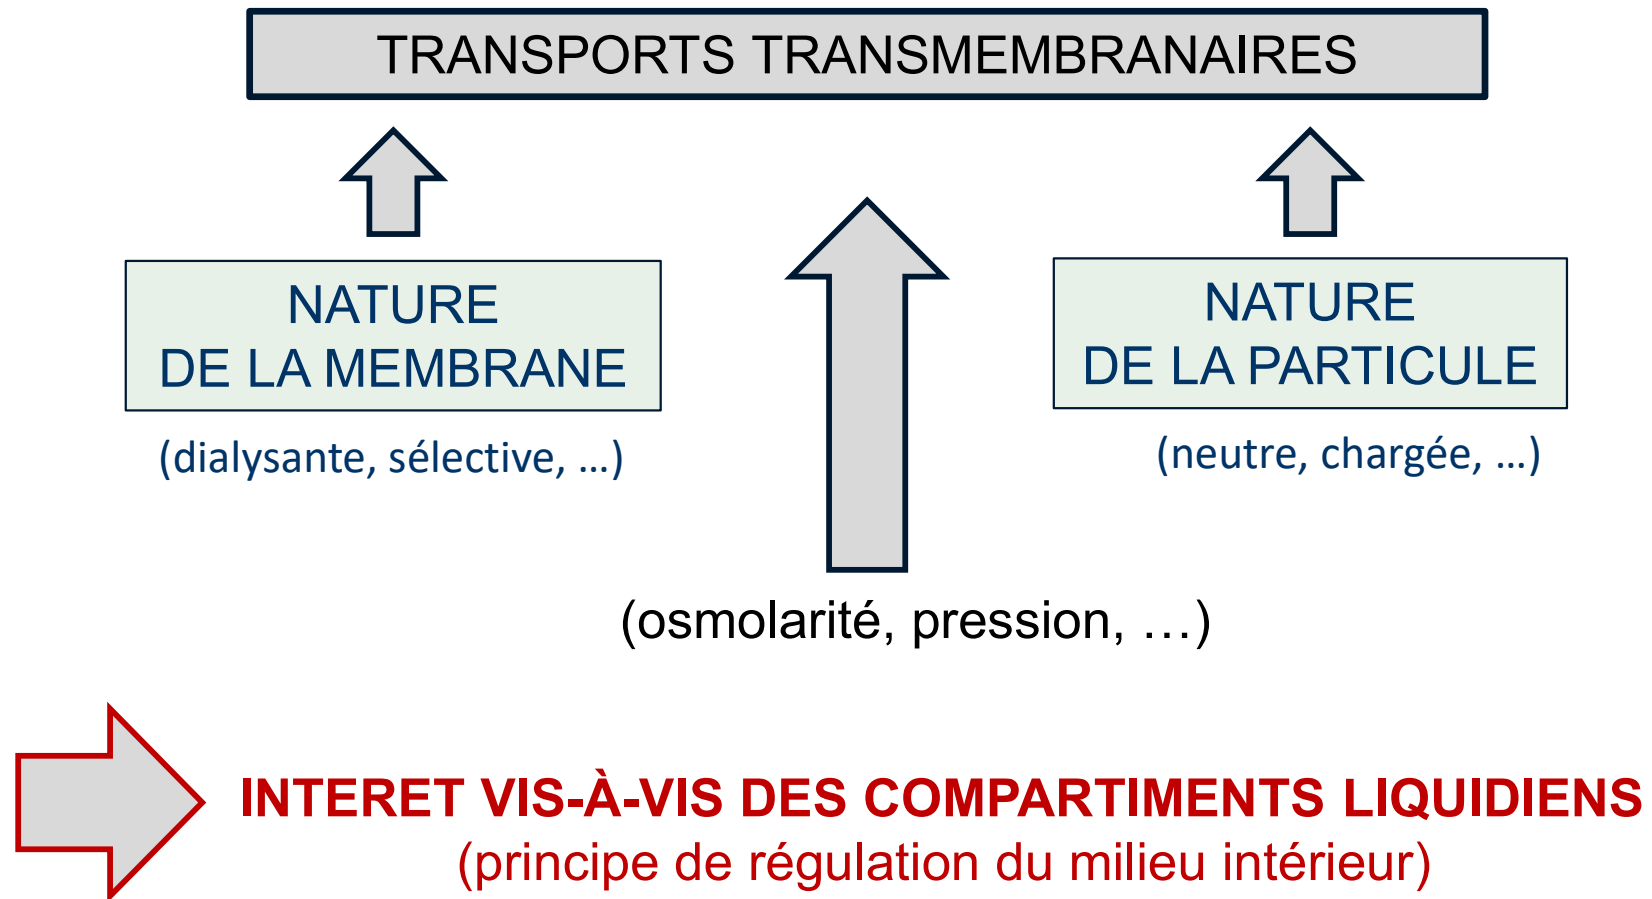 TRANSPORTS TRANSMEMBRANAIRES
NATURE
DE LA MEMBRANE
(dialysante, sélective, ...)
NATURE
DE LA PARTICULE
(neutre, chargée, ...)
(osmolarité, pression, ...)
INTERET VIS-À-VIS DES COMPARTIMENTS LIQUIDIENS
(principe de régulation du milieu intérieur)